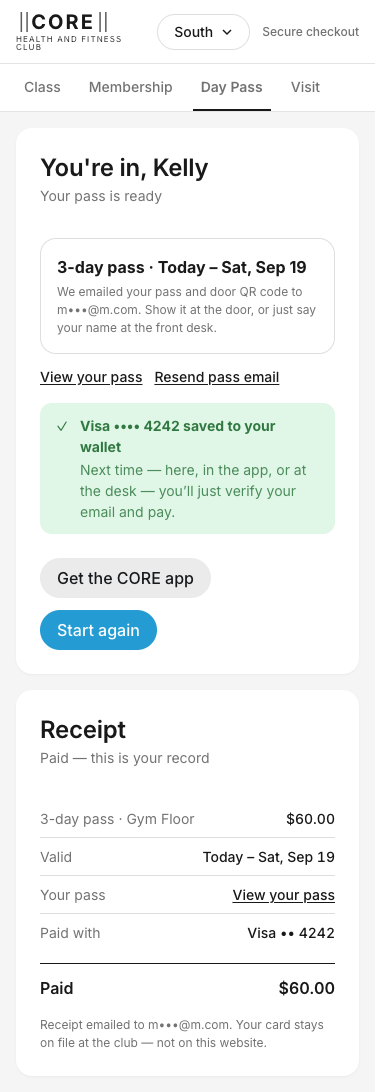 ||CORE||
HEALTH AND FITNESS CLUB
South
Secure checkout
Class
Membership
Day Pass
Visit
You're in, Kelly
Your pass is ready
3-day pass · Today – Sat, Sep 19
We emailed your pass and door QR code to
m•••@m.com. Show it at the door, or just say
your name at the front desk.
View your pass
Resend pass email
✓ Visa •••• 4242 saved to your
wallet
Next time — here, in the app, or at
the desk — you’ll just verify your
email and pay.
Get the CORE app
Start again
Receipt
Paid — this is your record
3-day pass · Gym Floor $60.00
Valid Today – Sat, Sep 19
Your pass View your pass
Paid with Visa •• 4242
Paid $60.00
Receipt emailed to m•••@m.com. Your card stays
on file at the club — not on this website.